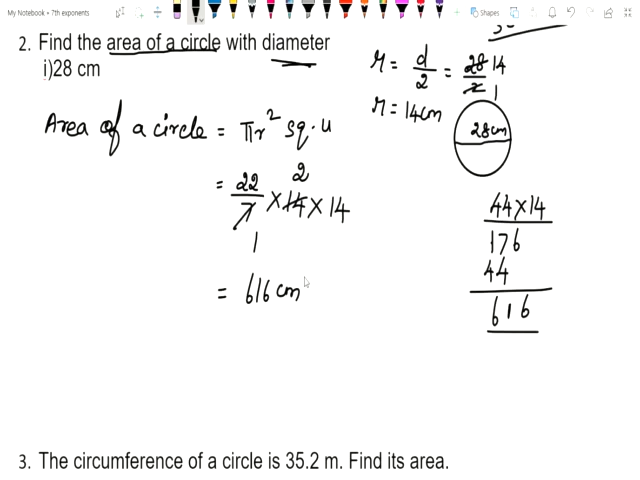 My Notebook • 7th exponents
Shapes
2. Find the area of a circle with diameter
i)28 cm
r = d/2 = 28/2 14 1
r = 14cm
28cm
Area of a circle = πr² sq.u
= 22/7 × 14 × 14
2
1
= 616 cm
44×14
176
44
616
3. The circumference of a circle is 35.2 m. Find its area.